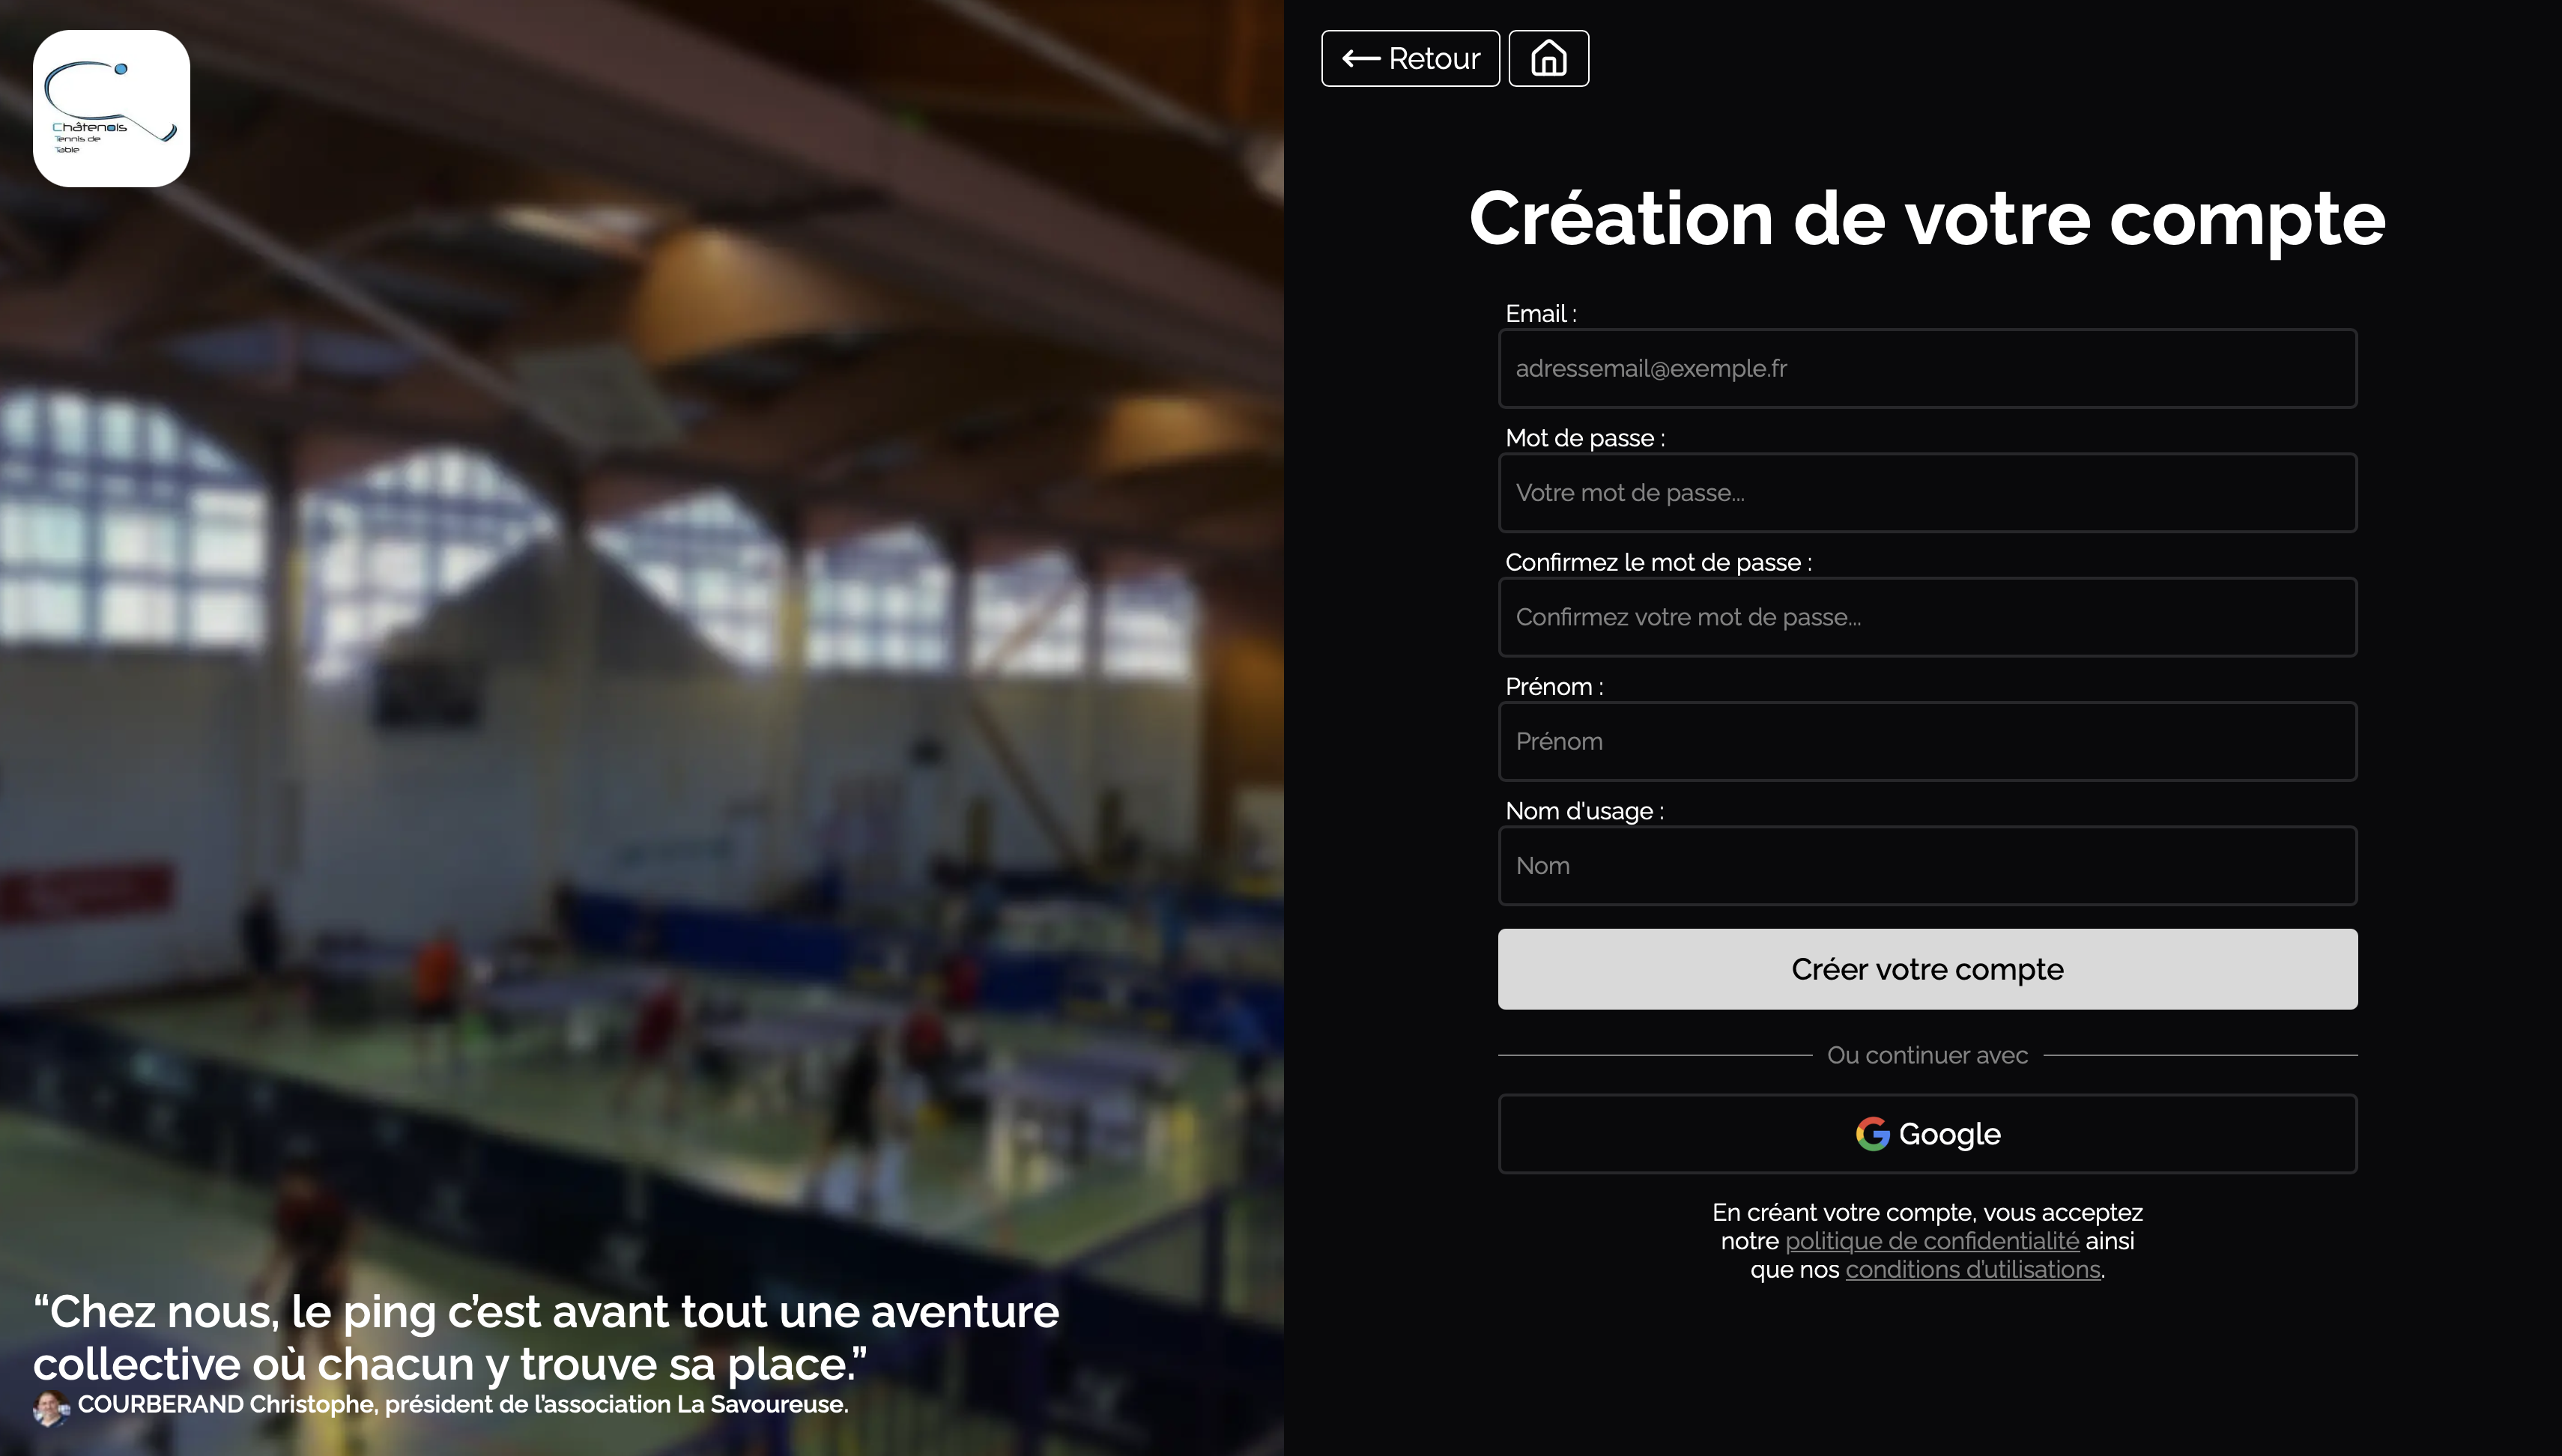 Châtenois
Tennis de
Table
“Chez nous, le ping c’est avant tout une aventure
collective où chacun y trouve sa place.”
COURBERAND Christophe, président de l’association La Savoureuse.
Retour
Création de votre compte
Email :
adressemail@exemple.fr
Mot de passe :
Votre mot de passe...
Confirmez le mot de passe :
Confirmez votre mot de passe...
Prénom :
Prénom
Nom d'usage :
Nom
Créer votre compte
Ou continuer avec
Google
En créant votre compte, vous acceptez
notre politique de confidentialité ainsi
que nos conditions d’utilisations.